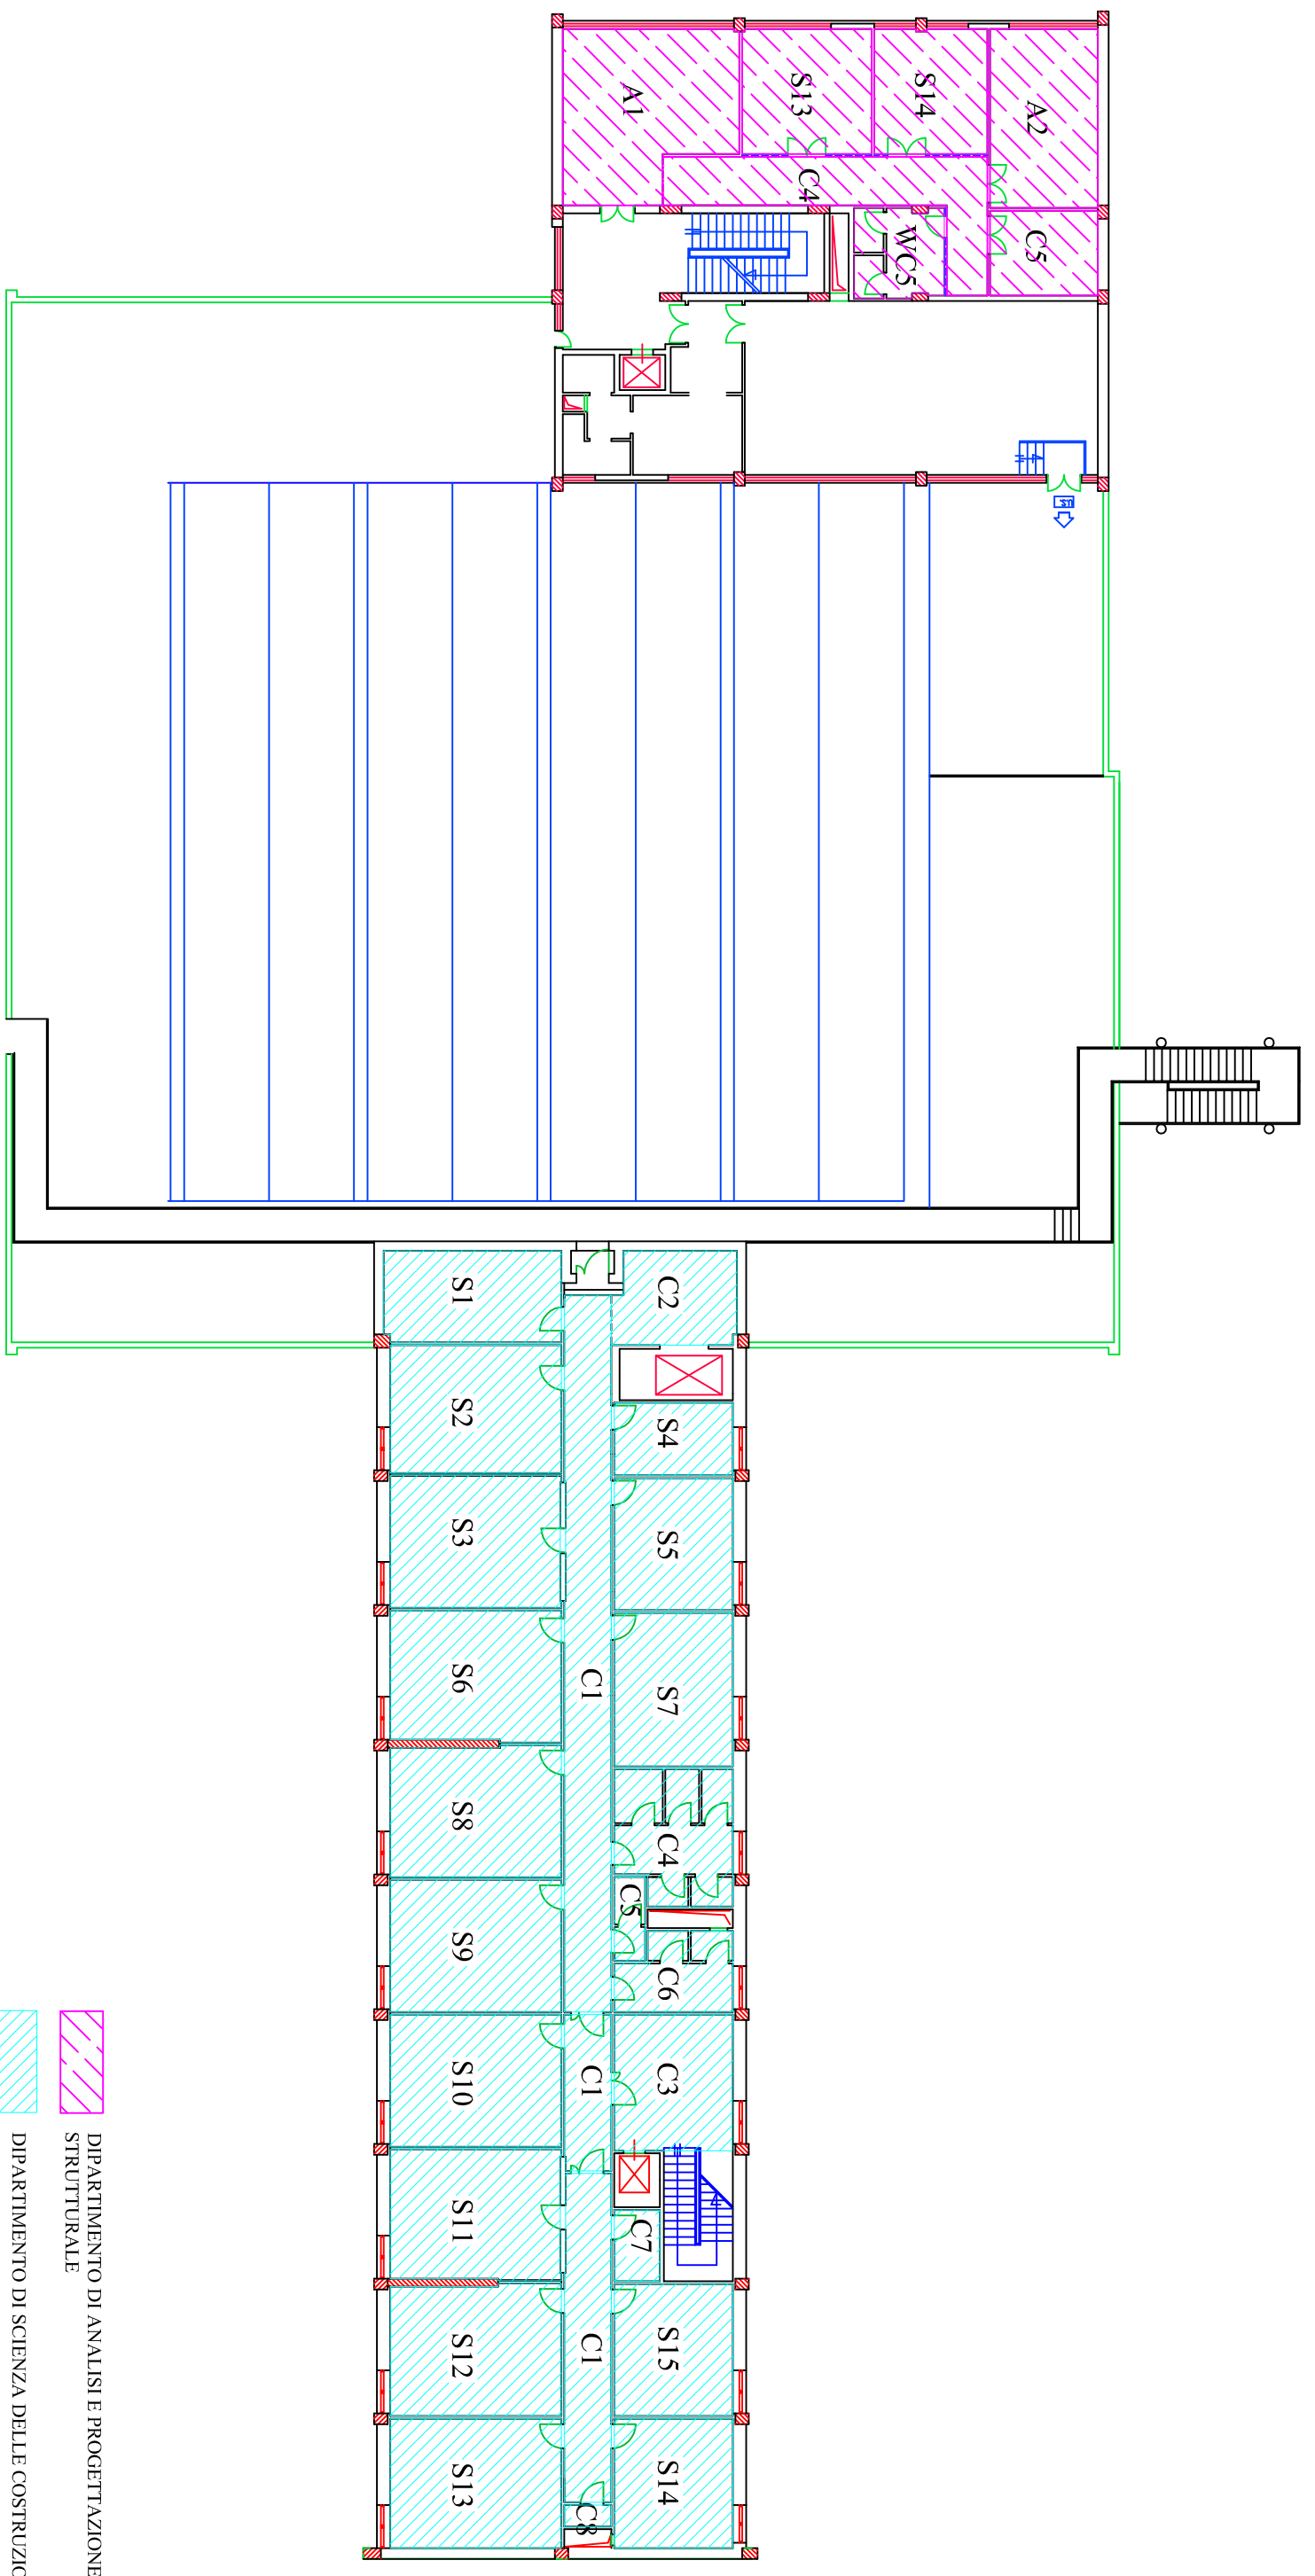 A1
S13
S14
A2
C4
WC5
C5
S1
C2
S2
S4
S3
S5
S6
C1
S7
S8
C4
C5
S9
C6
S10
C1
C3
S11
C7
S12
C1
S15
S13
C8
S14
DIPARTIMENTO DI ANALISI E PROGETTAZIONE
STRUTTURALE
DIPARTIMENTO DI SCIENZA DELLE COSTRUZIO